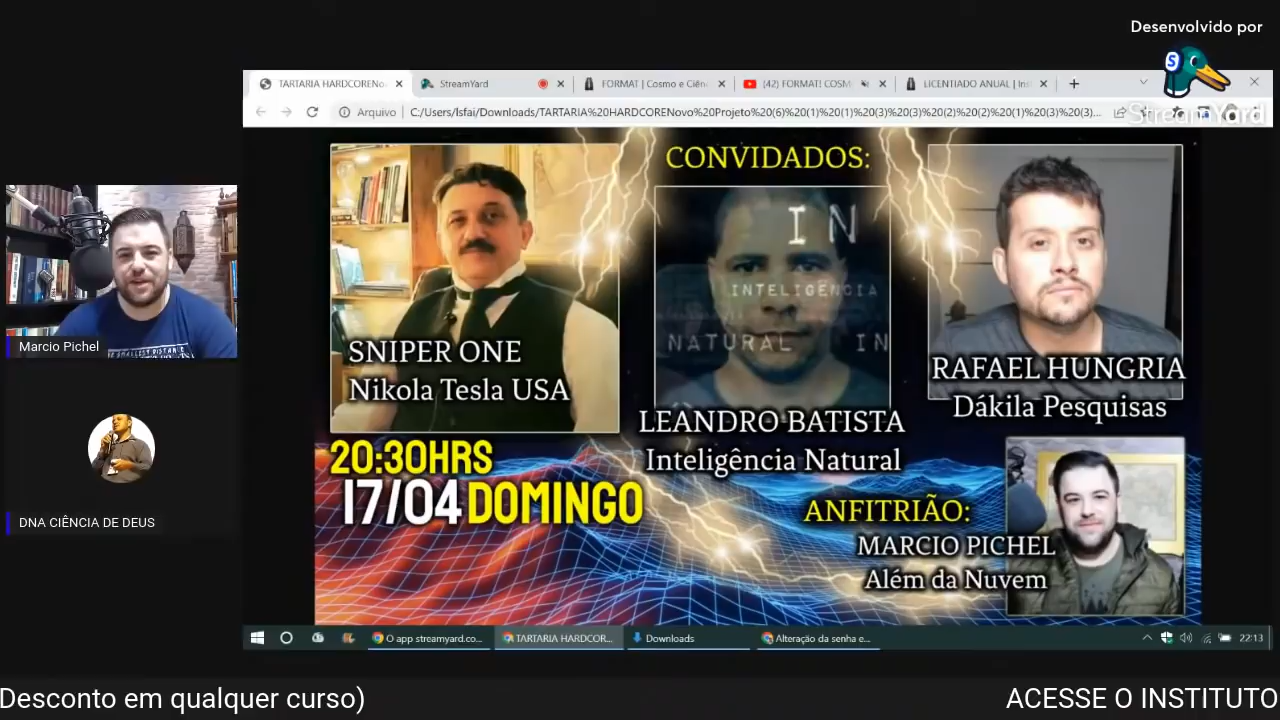 Desenvolvido por
S
StreamYard
TARTARIA HARDCORENo
StreamYard
FORMAT | Cosmo e Ciên
(42) FORMAT! COSM
LICENTIADO ANUAL | Ins
Arquivo
C:/Users/lsfai/Downloads/TARTARIA%20HARDCORENovo%20Projeto%20(6)%20(1)%20(1)%20(3)%20(3)%20(2)%20(2)%20(1)%20(3)%20(3)...
CONVIDADOS:
IN
INTELIGENCIA
NATURAL IN
SNIPER ONE
Nikola Tesla USA
LEANDRO BATISTA
Inteligência Natural
RAFAEL HUNGRIA
Dákila Pesquisas
20:30HRS
17/04 DOMINGO
ANFITRIÃO:
MARCIO PICHEL
Além da Nuvem
Marcio Pichel
DNA CIÊNCIA DE DEUS
O app streamyard.co...
TARTARIA HARDCOR...
Downloads
Alteração da senha e...
22:13
Desconto em qualquer curso)
ACESSE O INSTITUTO